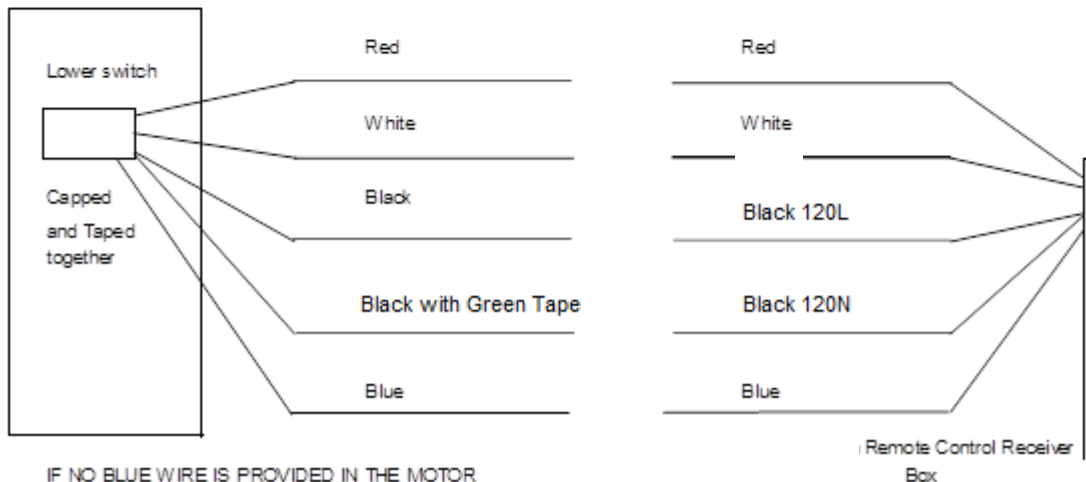 Red
Red
Lower switch
White
White
Capped
and Taped
together
Black
Black 120L
Black with Green Tape
Black 120N
Blue
Blue
Remote Control Receiver
Box
IF NO BLUE WIRE IS PROVIDED IN THE MOTOR